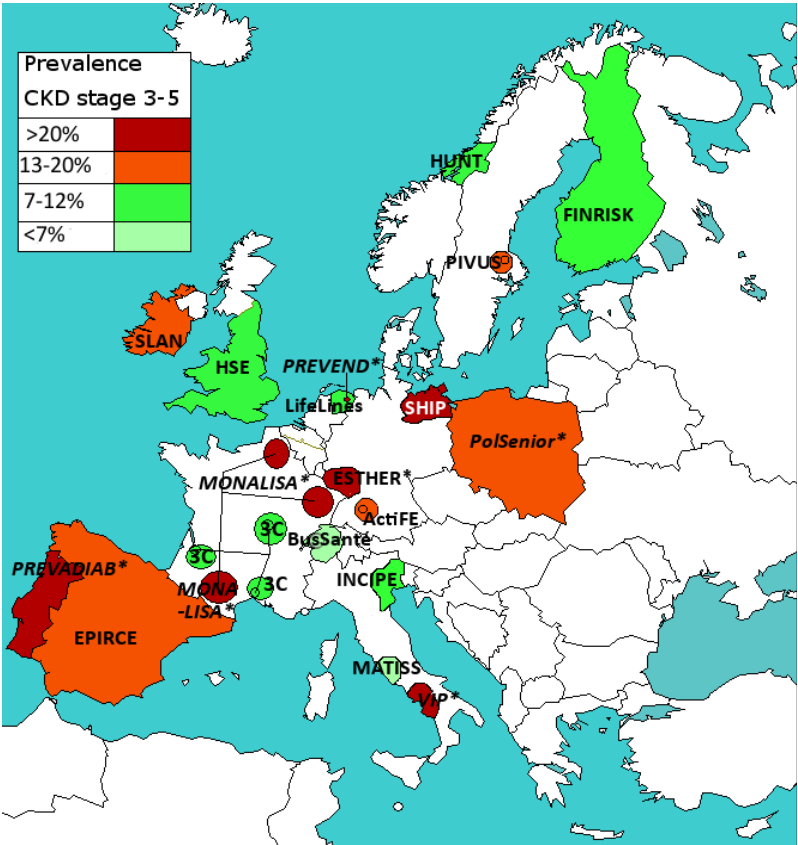 Prevalence
CKD stage 3-5
>20%
13-20%
7-12%
<7%
HUNT
FINRISK
PIVUS
SLAN
HSE
PREVEND*
LifeLines
SHIP
PolSenior*
MONALISA*
ESTHER*
ActiFE
3C
BusSanté
3C
PREVADIAB*
MONA
-LISA*
3C
INCIPE
EPIRCE
MATISS
VIP*